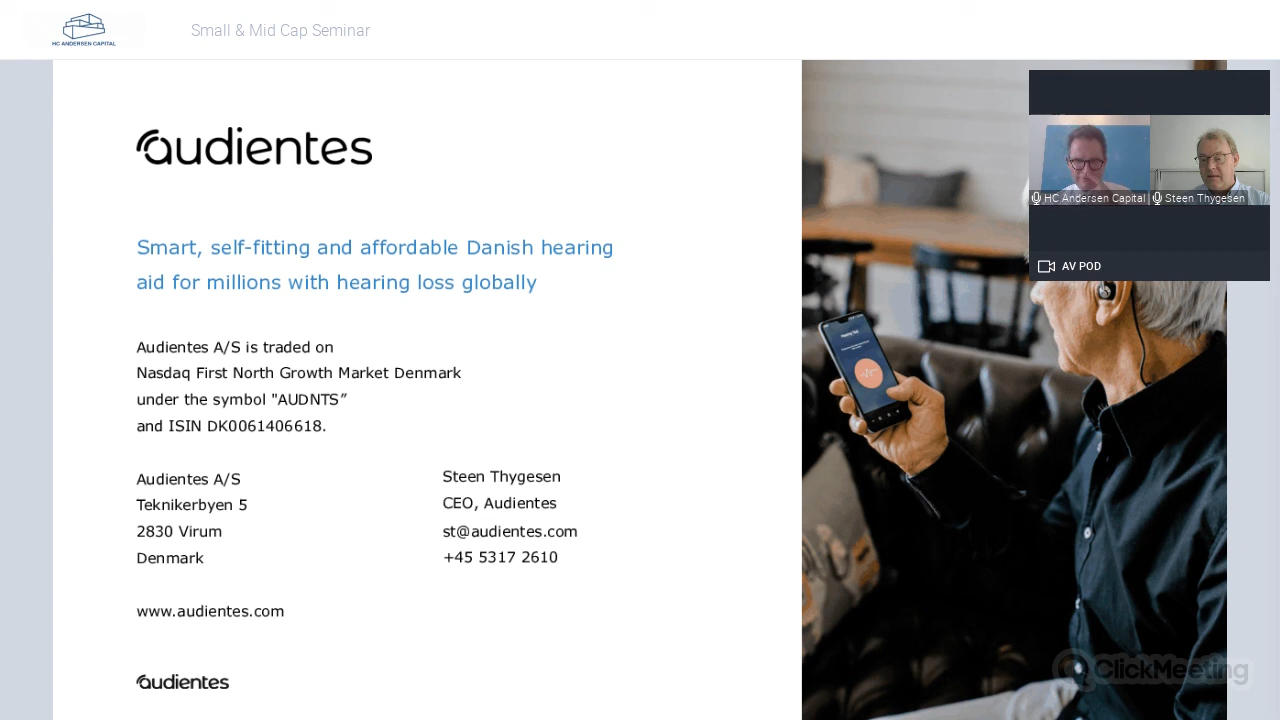 HC ANDERSEN CAPITAL
Small & Mid Cap Seminar
audientes
Smart, self-fitting and affordable Danish hearing
aid for millions with hearing loss globally
Audientes A/S is traded on
Nasdaq First North Growth Market Denmark
under the symbol "AUDNTS”
and ISIN DK0061406618.
Audientes A/S
Teknikerbyen 5
2830 Virum
Denmark
Steen Thygesen
CEO, Audientes
st@audientes.com
+45 5317 2610
www.audientes.com
audientes
HC Andersen Capital
Steen Thygesen
AV POD
ClickMeeting